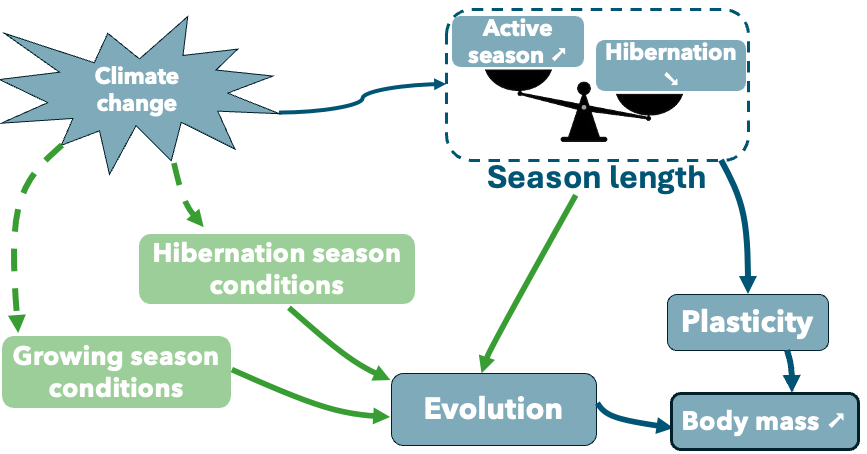 Climate
change
Active
season ➚
Hibernation
➘
Season length
Hibernation season
conditions
Growing season
conditions
Plasticity
Evolution
Body mass ➚